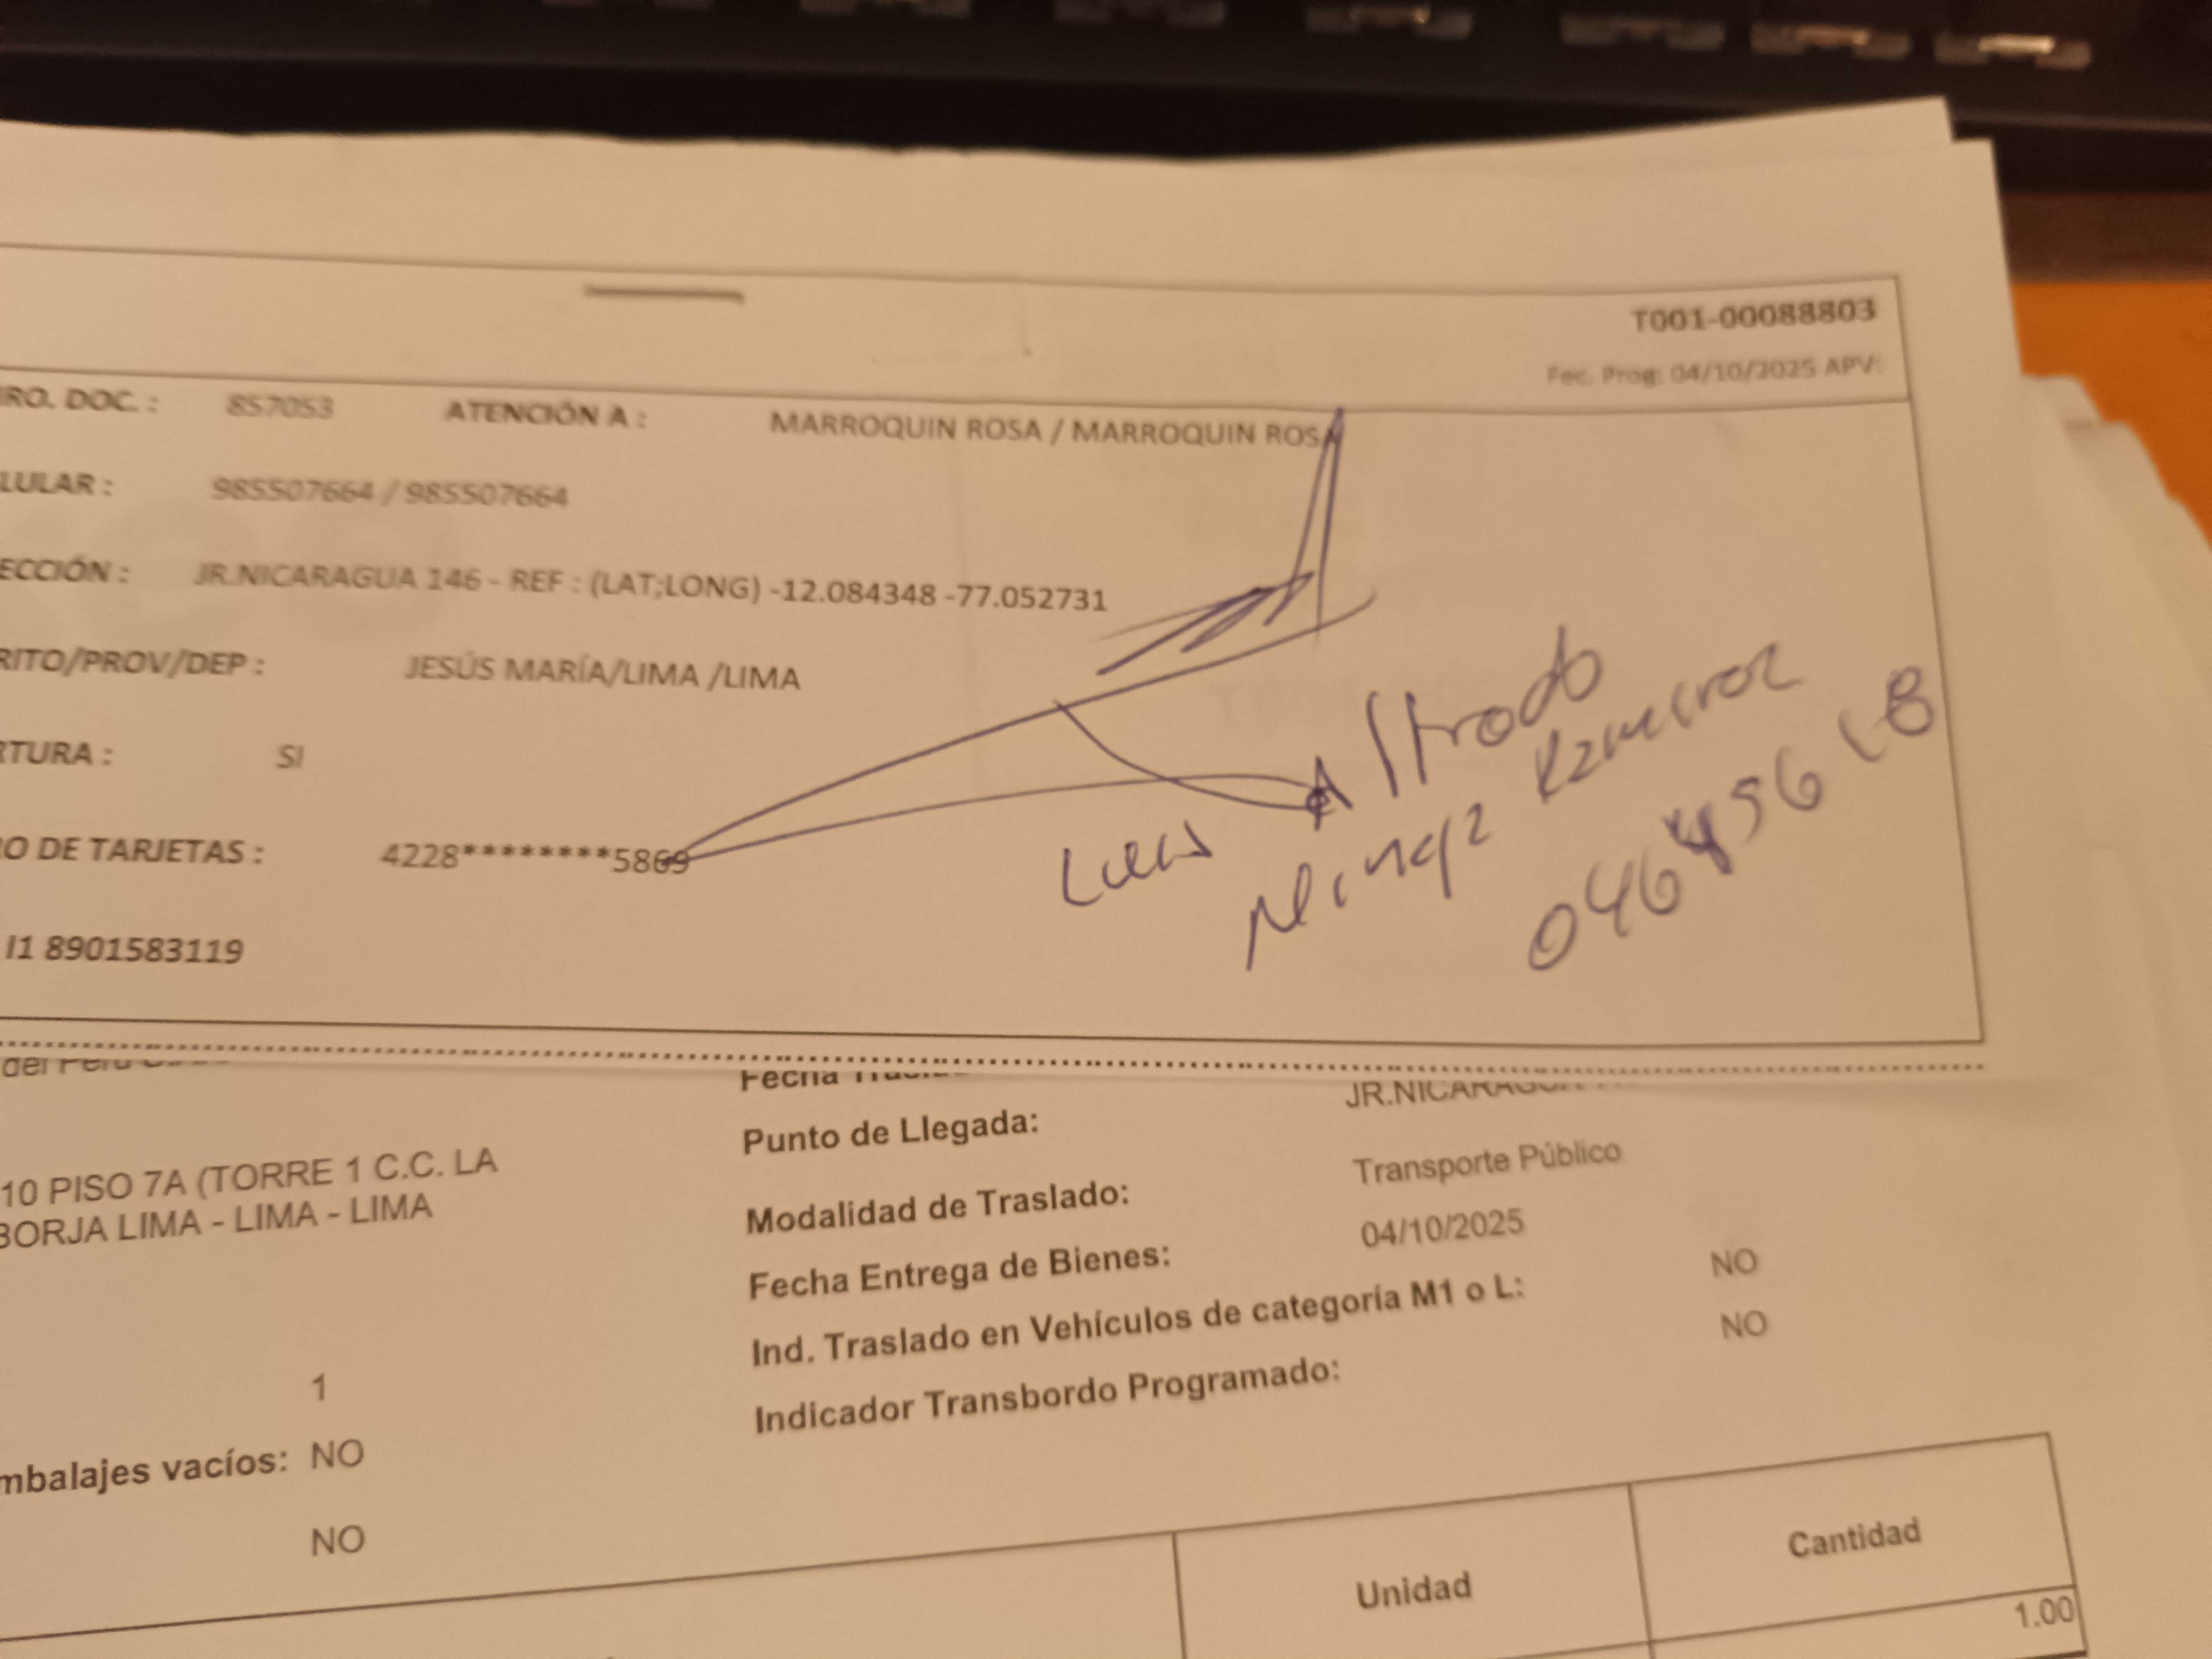 T001-00088803
Fec. Prog: 04/10/2025 APV:
RO. DOC. : 857053 ATENCIÓN A : MARROQUIN ROSA / MARROQUIN ROSA
LULAR : 985507664 / 985507664
ECCIÓN : JR.NICARAGUA 146 - REF : (LAT;LONG) -12.084348 -77.052731
RITO/PROV/DEP : JESÚS MARÍA/LIMA /LIMA
RTURA : SI
O DE TARJETAS : 4228********5869
I1 8901583119
Luis
del Perú
Fecha
JR.NICARAGUA
Punto de Llegada:
10 PISO 7A (TORRE 1 C.C. LA
BORJA LIMA - LIMA - LIMA
Modalidad de Traslado: Transporte Público
Fecha Entrega de Bienes: 04/10/2025
Ind. Traslado en Vehículos de categoría M1 o L: NO
Indicador Transbordo Programado: NO
1
mbalajes vacíos: NO
NO
Unidad Cantidad
1.00